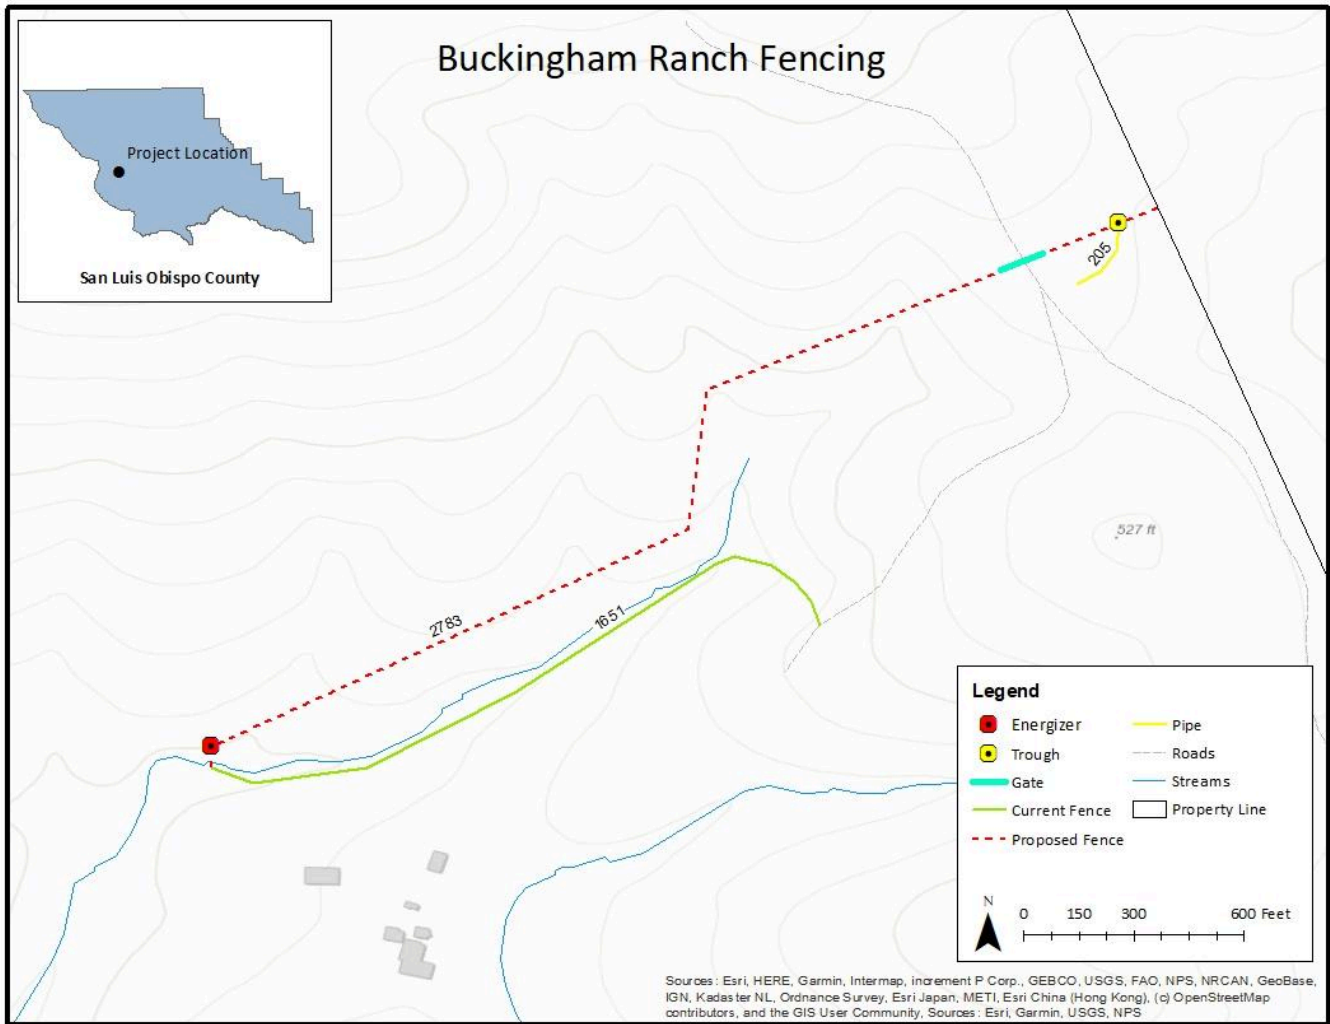 Buckingham Ranch Fencing
Project Location
San Luis Obispo County
205
527 ft
2783
1651
Legend
Energizer
Trough
Gate
Current Fence
Proposed Fence
Pipe
Roads
Streams
Property Line
N
0 150 300 600 Feet
Sources: Esri, HERE, Garmin, Intermap, increment P Corp., GEBCO, USGS, FAO, NPS, NRCAN, GeoBase,
IGN, Kadaster NL, Ordnance Survey, Esri Japan, METI, Esri China (Hong Kong), (c) OpenStreetMap
contributors, and the GIS User Community, Sources: Esri, Garmin, USGS, NPS